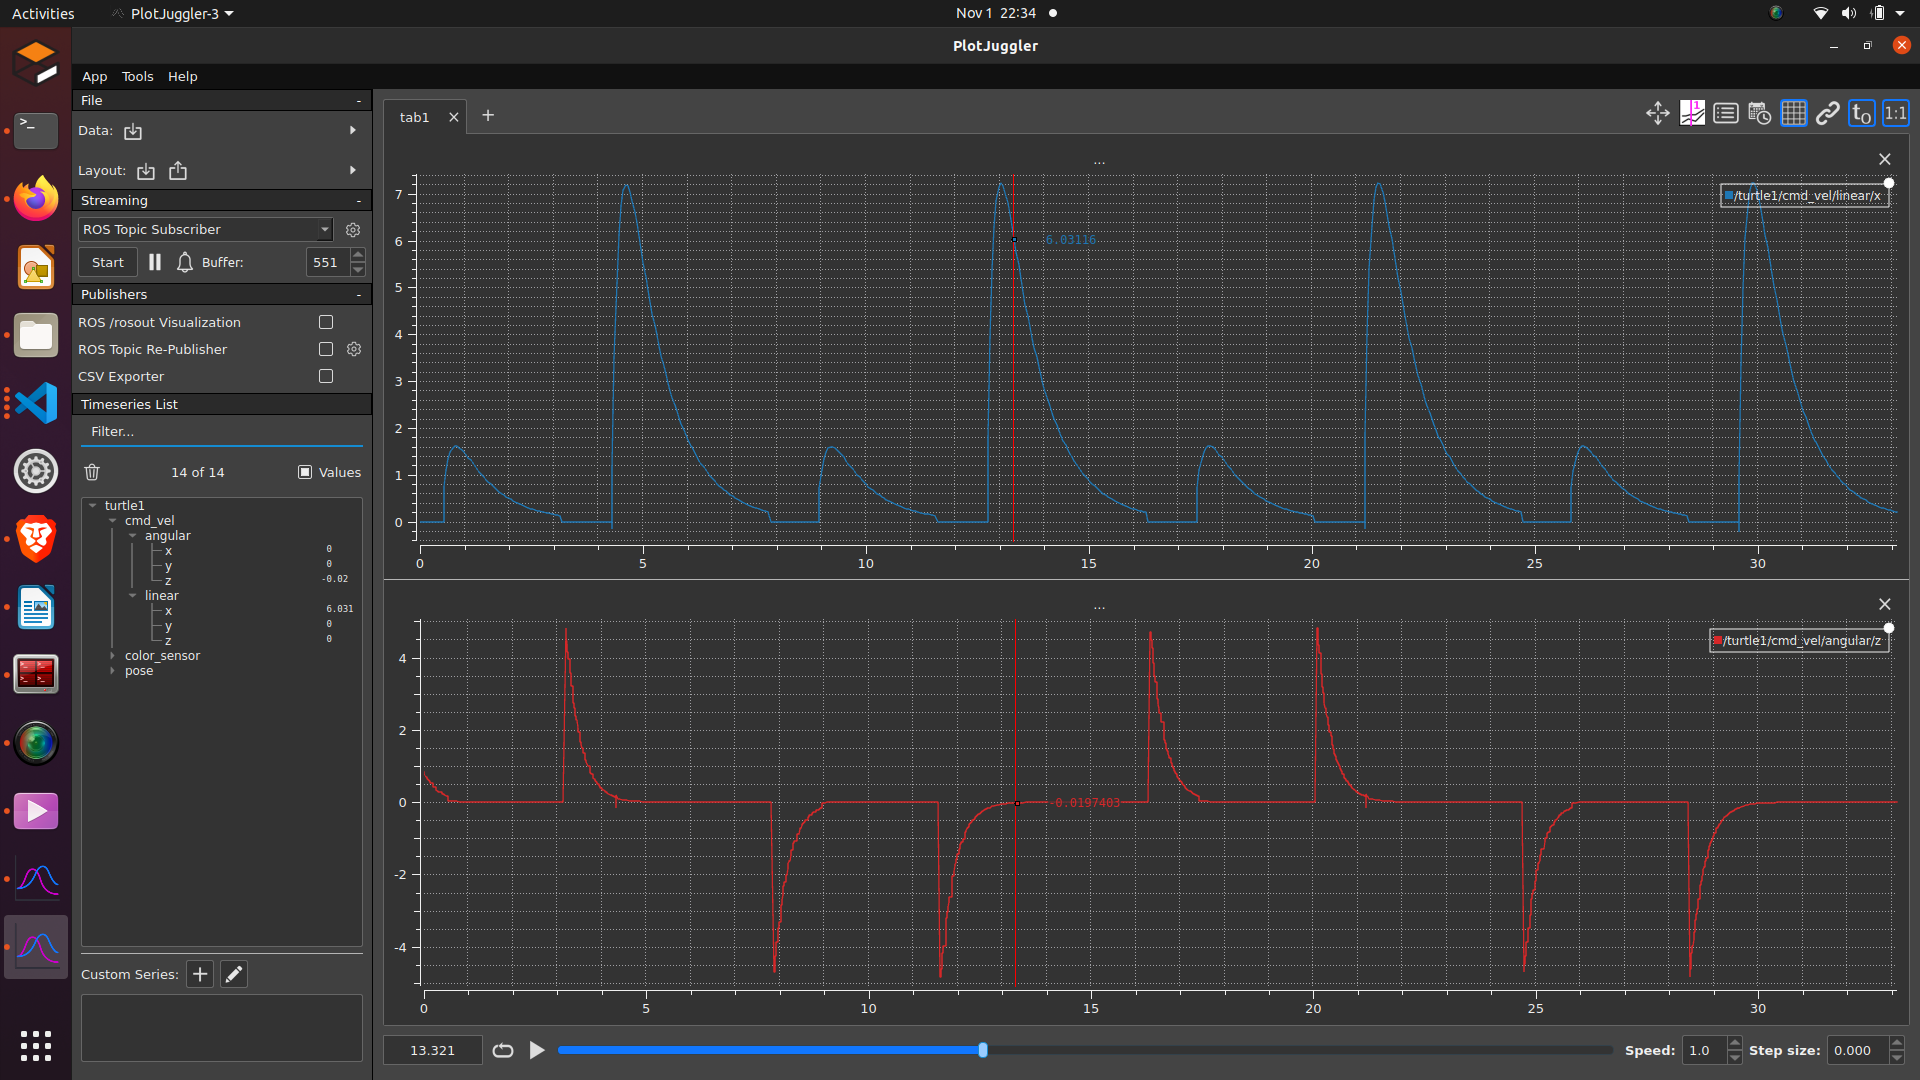 Activities PlotJuggler-3 Nov 1 22:34
PlotJuggler
App Tools Help
File -
Data:
Layout:
Streaming -
ROS Topic Subscriber
Start Buffer: 551
Publishers -
ROS /rosout Visualization
ROS Topic Re-Publisher
CSV Exporter
Timeseries List
Filter...
14 of 14 Values
turtle1
cmd_vel
angular
x 0
y 0
z -0.02
linear
x 6.031
y 0
z 0
color_sensor
pose
Custom Series:
tab1
1 t0 1:1
...
/turtle1/cmd_vel/linear/x
7
6
5
4
3
2
1
0
6.03116
0 5 10 15 20 25 30
...
/turtle1/cmd_vel/angular/z
4
2
0
-2
-4
-0.0197403
0 5 10 15 20 25 30
13.321 Speed: 1.0 Step size: 0.000